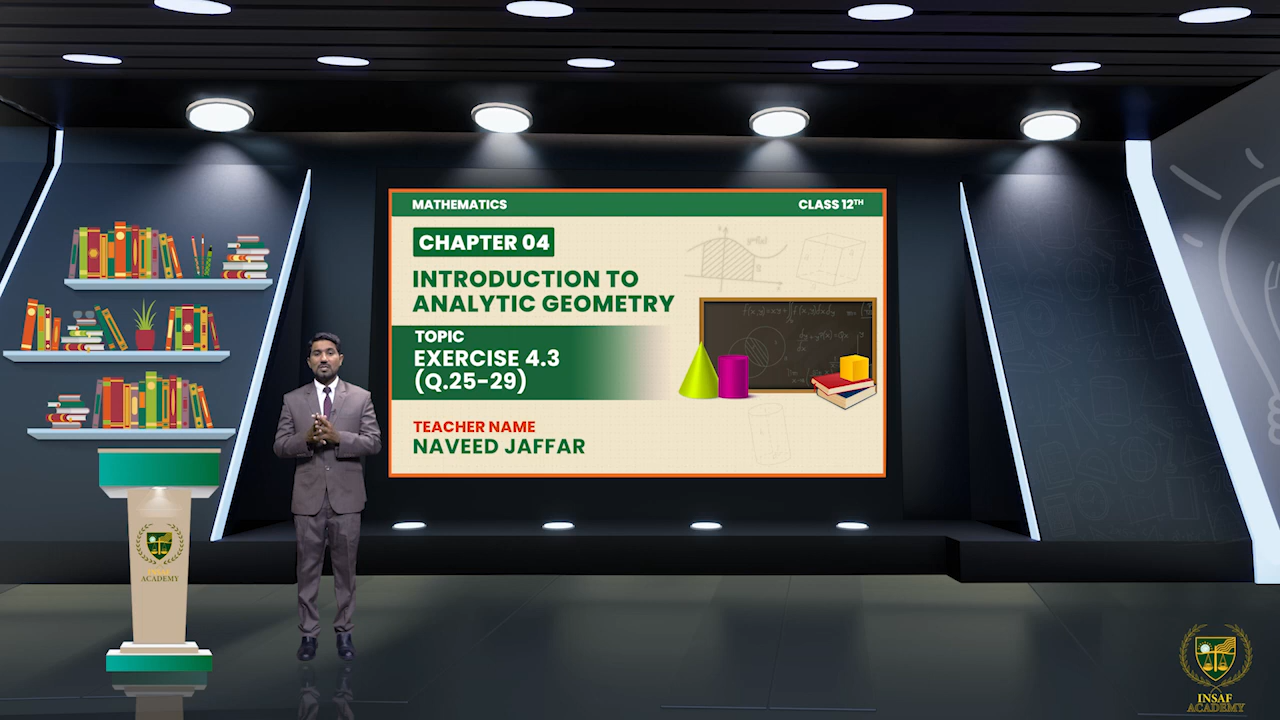 MATHEMATICS
CLASS 12TH
CHAPTER 04
INTRODUCTION TO
ANALYTIC GEOMETRY
TOPIC
EXERCISE 4.3
(Q.25-29)
TEACHER NAME
NAVEED JAFFAR
ACADEMY
INSAF
ACADEMY